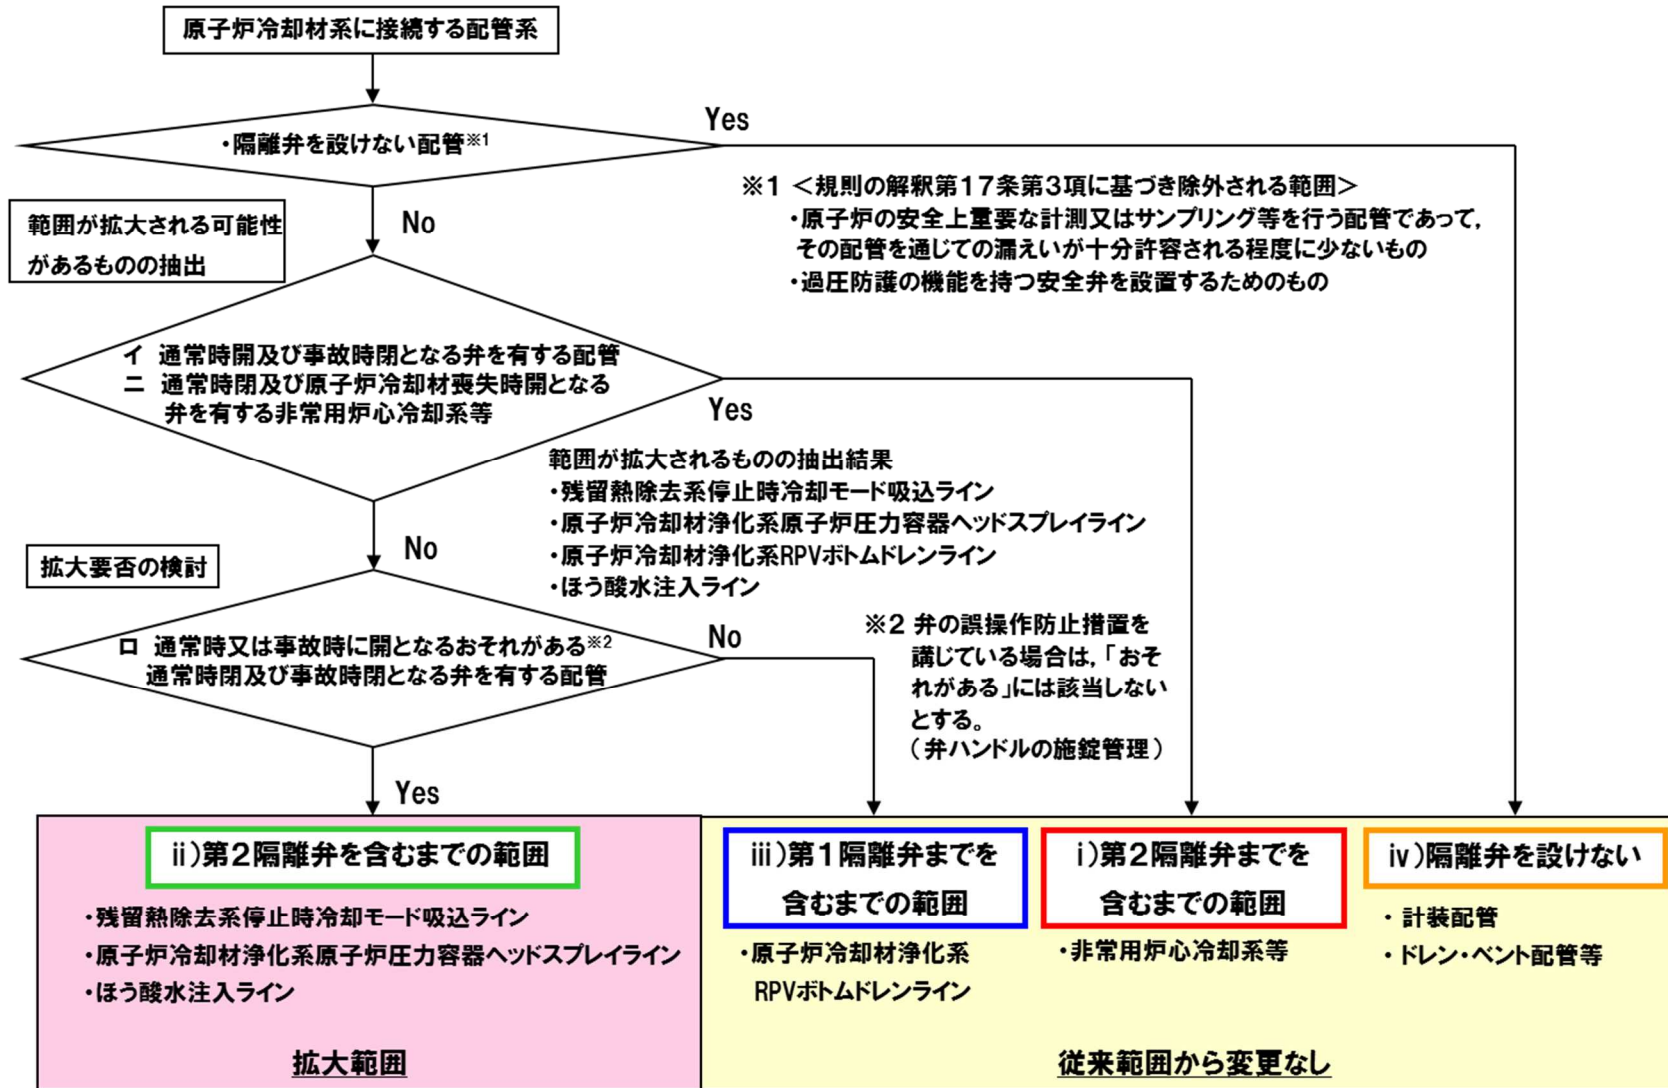 原子炉冷却材系に接続する配管系
・隔離弁を設けない配管※1
Yes
※1 ＜規則の解釈第１７条第３項に基づき除外される範囲＞
・原子炉の安全上重要な計測又はサンプリング等を行う配管であって，
その配管を通じての漏えいが十分許容される程度に少ないもの
・過圧防護の機能を持つ安全弁を設置するためのもの
No
範囲が拡大される可能性
があるものの抽出
イ 通常時開及び事故時閉となる弁を有する配管
ニ 通常時閉及び原子炉冷却材喪失時開となる
弁を有する非常用炉心冷却系等
Yes
範囲が拡大されるものの抽出結果
・残留熱除去系停止時冷却モード吸込ライン
・原子炉冷却材浄化系原子炉圧力容器ヘッドスプレイライン
・原子炉冷却材浄化系RPVボトムドレンライン
・ほう酸水注入ライン
No
拡大要否の検討
ロ 通常時又は事故時に開となるおそれがある※2
通常時閉及び事故時閉となる弁を有する配管
No
※2 弁の誤操作防止措置を
講じている場合は，「おそ
れがある」には該当しない
とする。
（弁ハンドルの施錠管理）
Yes
ⅱ）第２隔離弁を含むまでの範囲
・残留熱除去系停止時冷却モード吸込ライン
・原子炉冷却材浄化系原子炉圧力容器ヘッドスプレイライン
・ほう酸水注入ライン
拡大範囲
ⅲ）第１隔離弁までを
含むまでの範囲
・原子炉冷却材浄化系
RPVボトムドレンライン
ⅰ）第２隔離弁までを
含むまでの範囲
・非常用炉心冷却系等
ⅳ）隔離弁を設けない
・計装配管
・ドレン・ベント配管等
従来範囲から変更なし